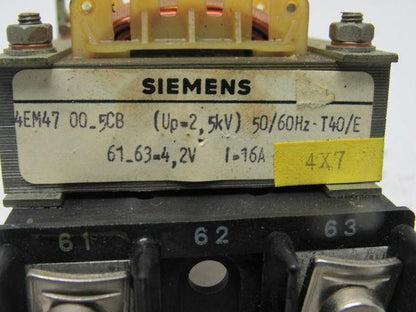 SIEMENS
4EM47 00_5CB (Up=2,5kV) 50/60Hz-T40/E
61_63=4,2V I=16A
4X7
61 62 63